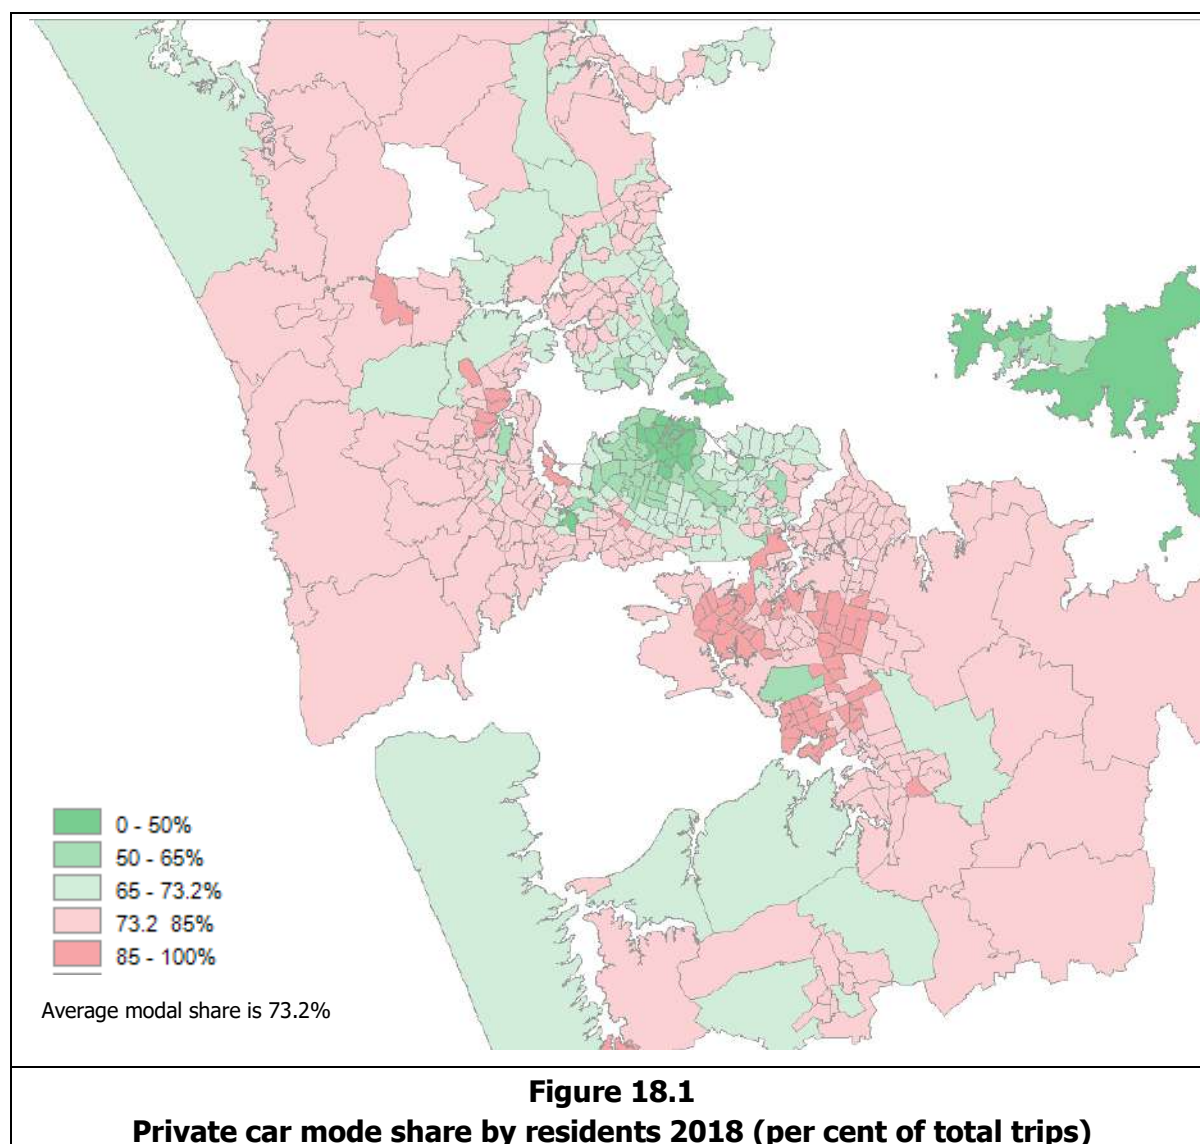 0 - 50%
50 - 65%
65 - 73.2%
73.2 85%
85 - 100%
Average modal share is 73.2%
Figure 18.1
Private car mode share by residents 2018 (per cent of total trips)